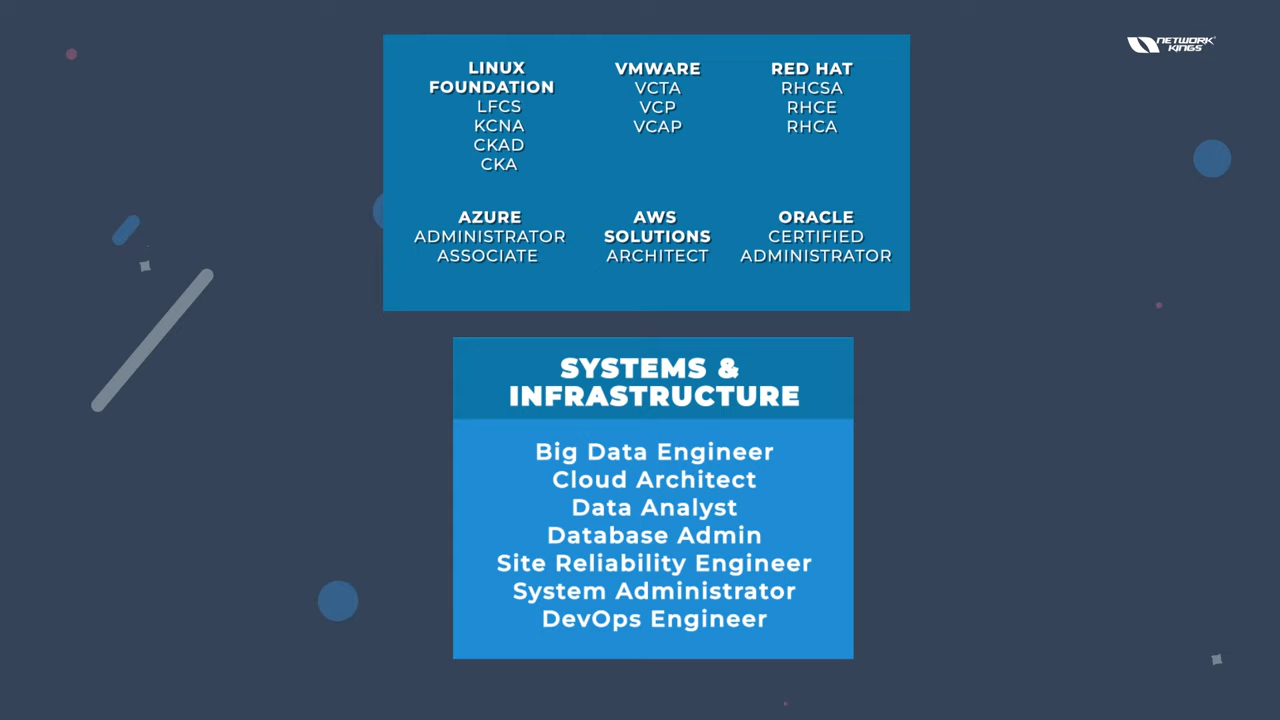 NETWORK
KINGS
LINUX
FOUNDATION
LFCS
KCNA
CKAD
CKA
VMWARE
VCTA
VCP
VCAP
RED HAT
RHCSA
RHCE
RHCA
AZURE
ADMINISTRATOR
ASSOCIATE
AWS
SOLUTIONS
ARCHITECT
ORACLE
CERTIFIED
ADMINISTRATOR
SYSTEMS &
INFRASTRUCTURE
Big Data Engineer
Cloud Architect
Data Analyst
Database Admin
Site Reliability Engineer
System Administrator
DevOps Engineer